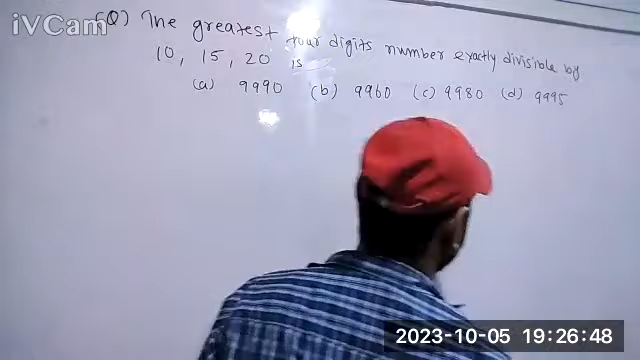 iVCam
(Q) The greatest four digits number exactly divisible by
10, 15, 20 is
(a) 9990 (b) 9960 (c) 9980 (d) 9995
2023-10-05 19:26:48